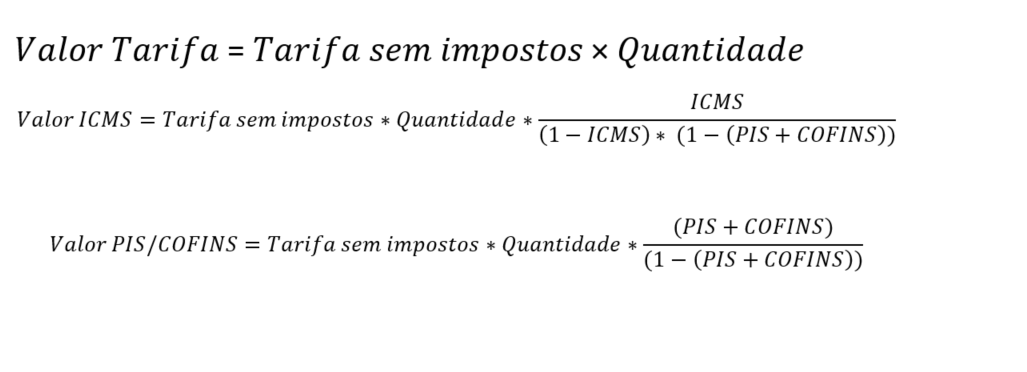 Valor Tarifa = Tarifa sem impostos × Quantidade
Valor ICMS = Tarifa sem impostos * Quantidade * ICMS / (1 − ICMS) * (1 − (PIS + COFINS))
Valor PIS/COFINS = Tarifa sem impostos * Quantidade * (PIS + COFINS) / (1 − (PIS + COFINS))